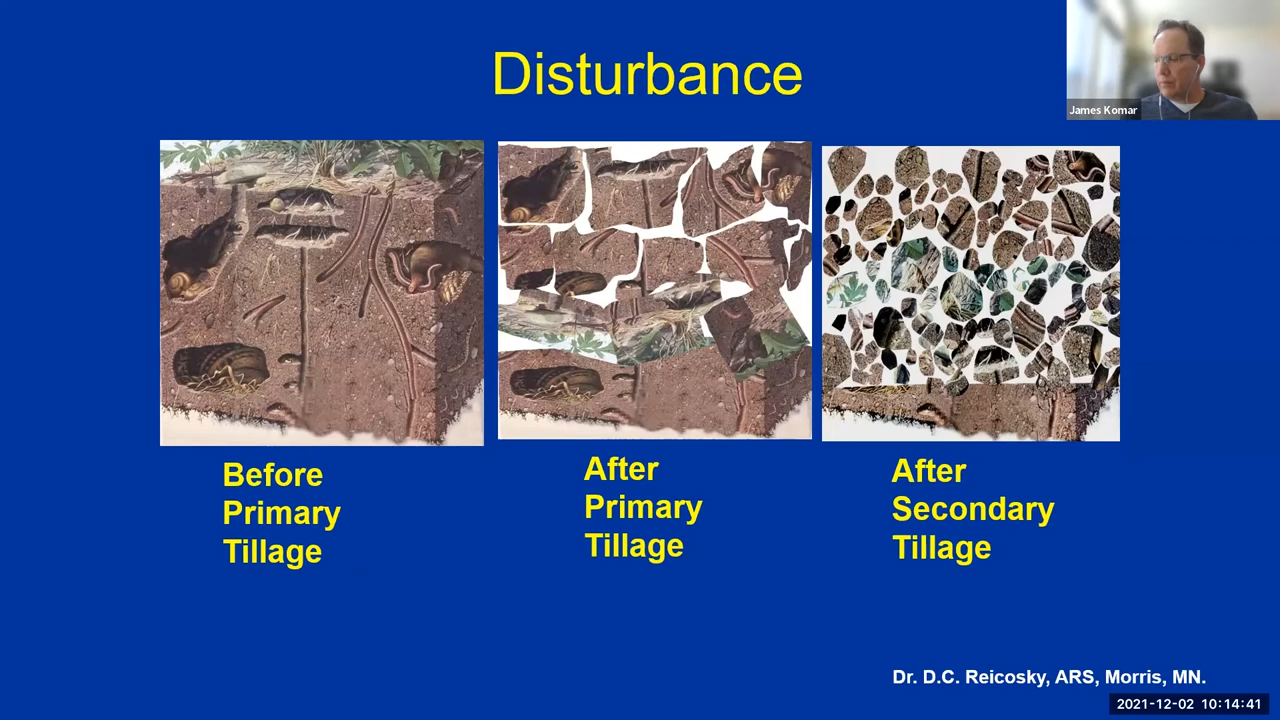 Disturbance
James Komar
Before
Primary
Tillage
After
Primary
Tillage
After
Secondary
Tillage
Dr. D.C. Reicosky, ARS, Morris, MN.
2021-12-02 10:14:41